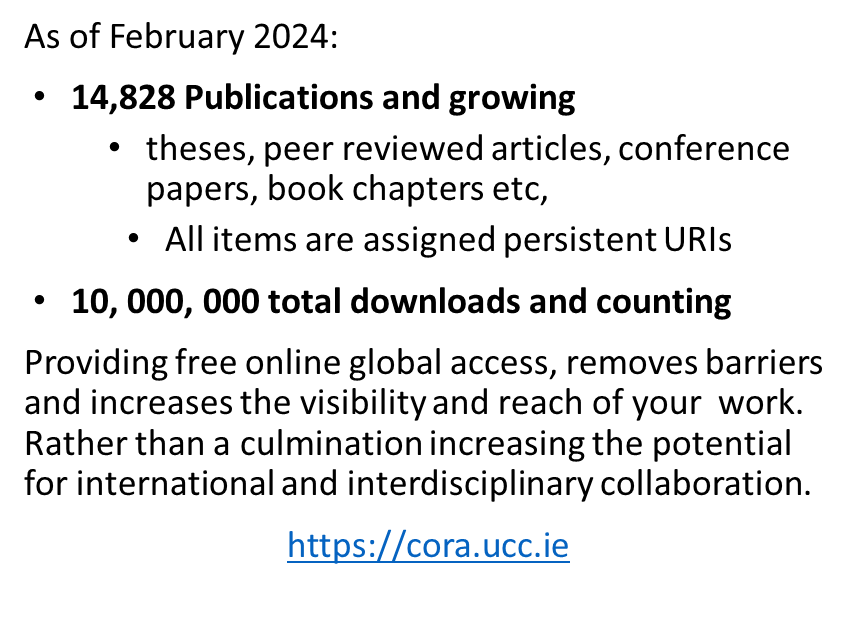 As of February 2024:
• 14,828 Publications and growing
• theses, peer reviewed articles, conference
papers, book chapters etc,
• All items are assigned persistent URIs
• 10, 000, 000 total downloads and counting
Providing free online global access, removes barriers
and increases the visibility and reach of your  work.
Rather than a culmination increasing the potential
for international and interdisciplinary collaboration.
https://cora.ucc.ie